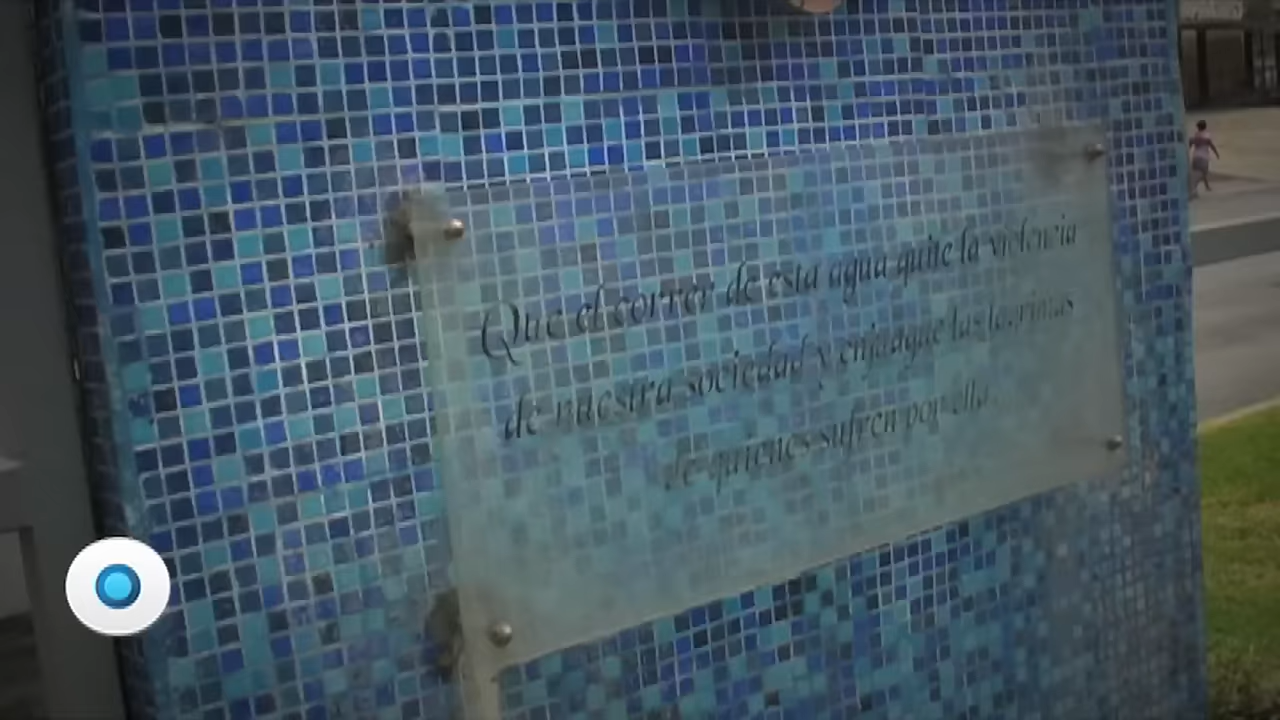 Que el correr de esta agua quite la violencia
de nuestra sociedad y enjuague las lagrimas
de quienes sufren por ella...